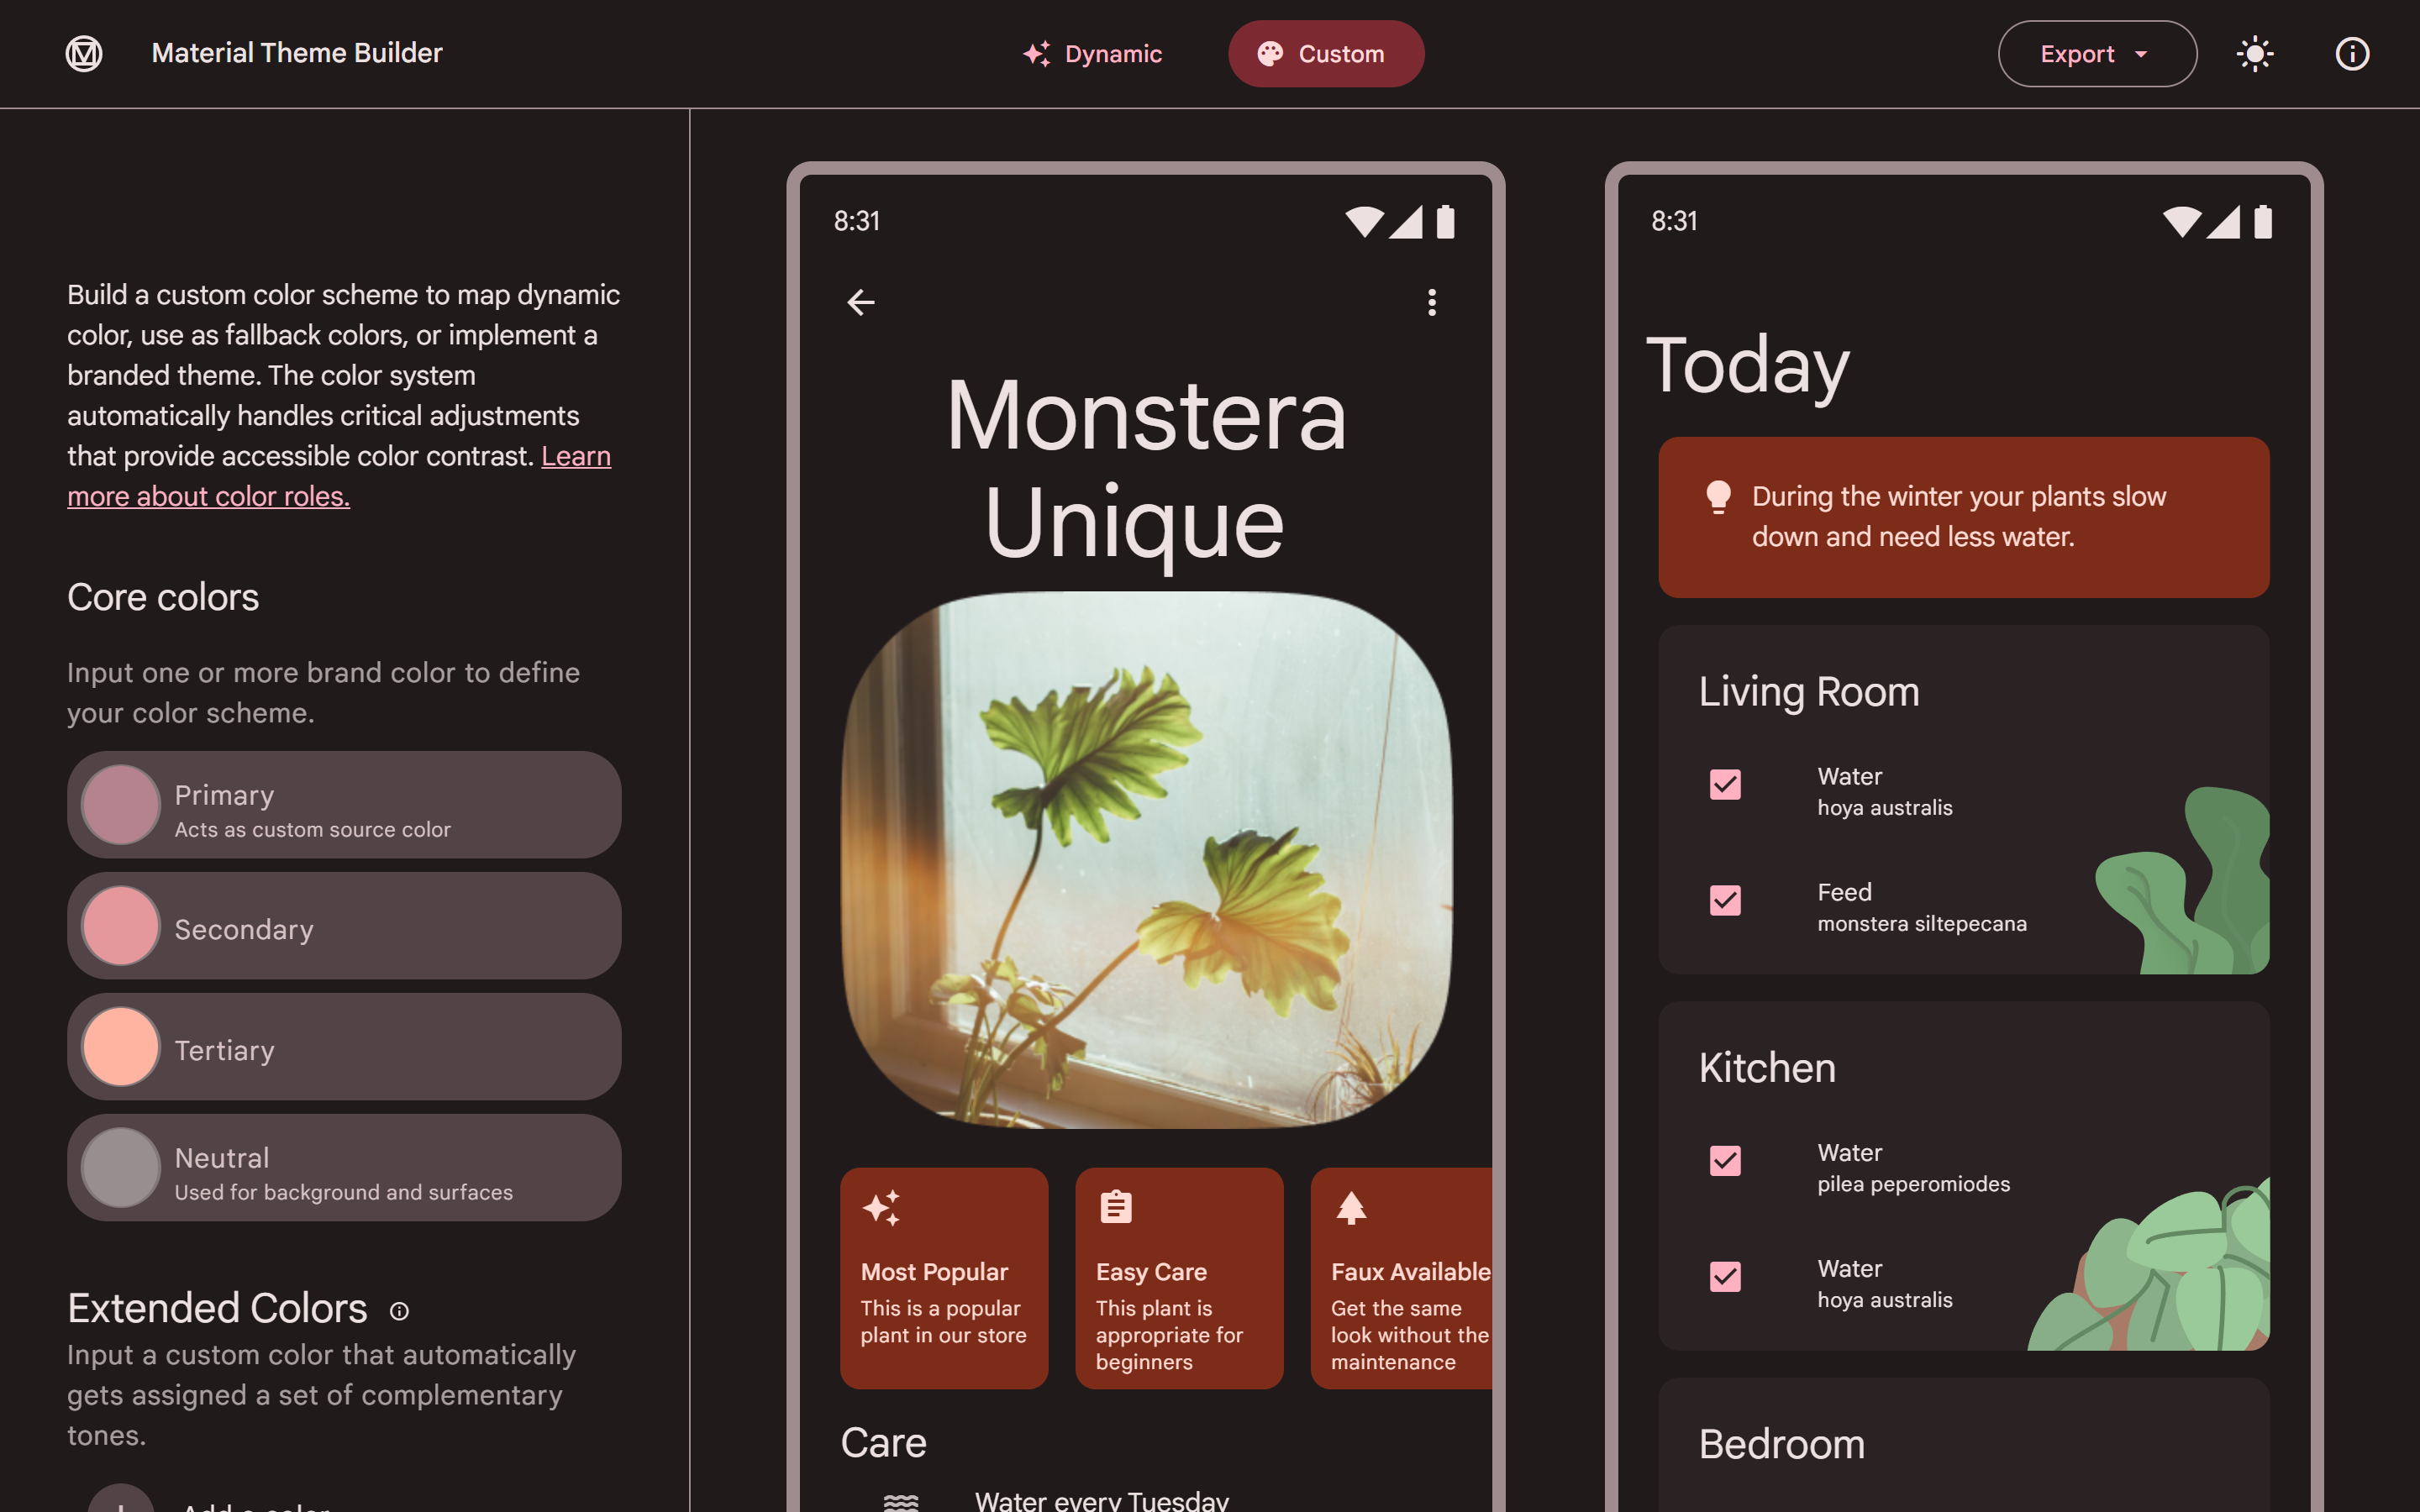 Material Theme Builder
Dynamic
Custom
Export
Build a custom color scheme to map dynamic
color, use as fallback colors, or implement a
branded theme. The color system
automatically handles critical adjustments
that provide accessible color contrast. Learn
more about color roles.
Core colors
Input one or more brand color to define
your color scheme.
Primary
Acts as custom source color
Secondary
Tertiary
Neutral
Used for background and surfaces
Extended Colors
Input a custom color that automatically
gets assigned a set of complementary
tones.
Add a color
8:31
Monstera
Unique
Most Popular
This is a popular
plant in our store
Easy Care
This plant is
appropriate for
beginners
Faux Available
Get the same
look without the
maintenance
Care
Water every Tuesday
8:31
Today
During the winter your plants slow
down and need less water.
Living Room
Water
hoya australis
Feed
monstera siltepecana
Kitchen
Water
pilea peperomiodes
Water
hoya australis
Bedroom